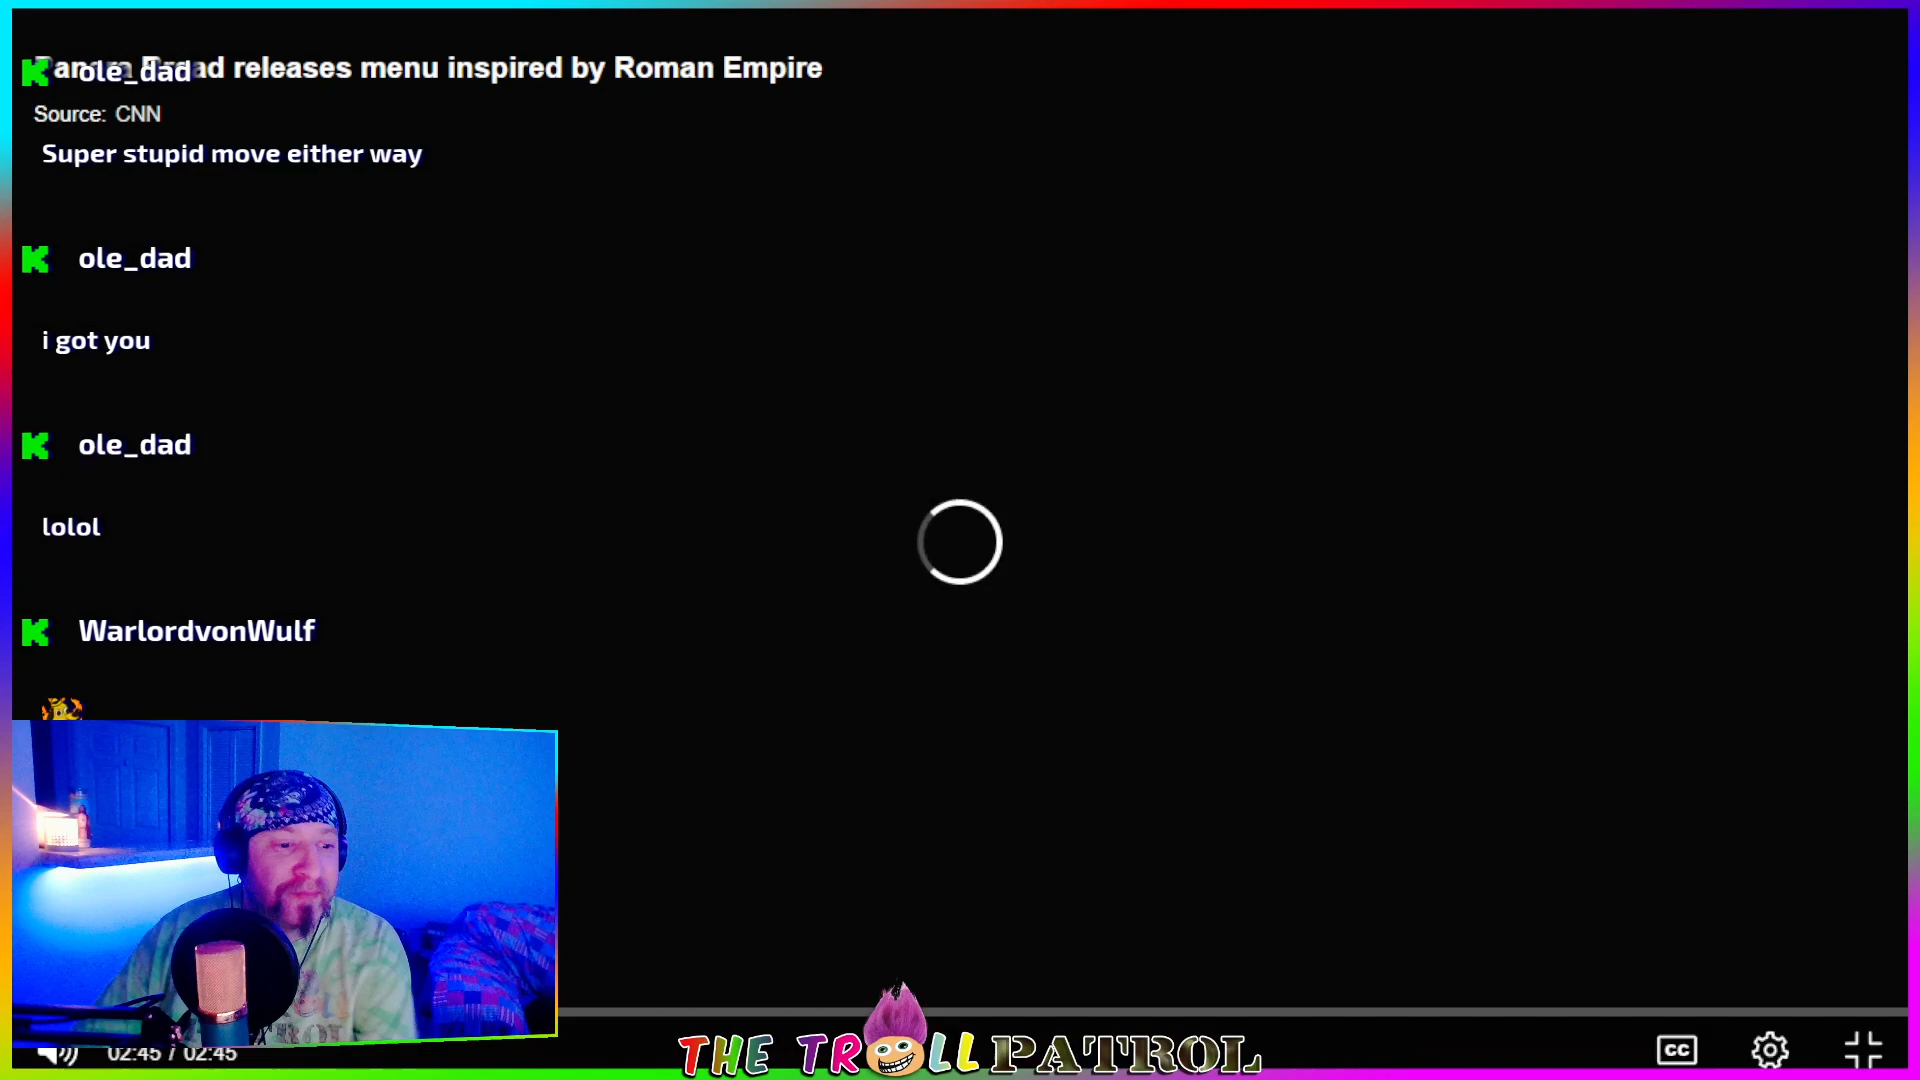 ad releases menu inspired by Roman Empire
ole_dad
Source: CNN
Super stupid move either way
ole_dad
i got you
ole_dad
lolol
WarlordvonWulf
02:45 / 02:45
THE TROLL PATROL
CC